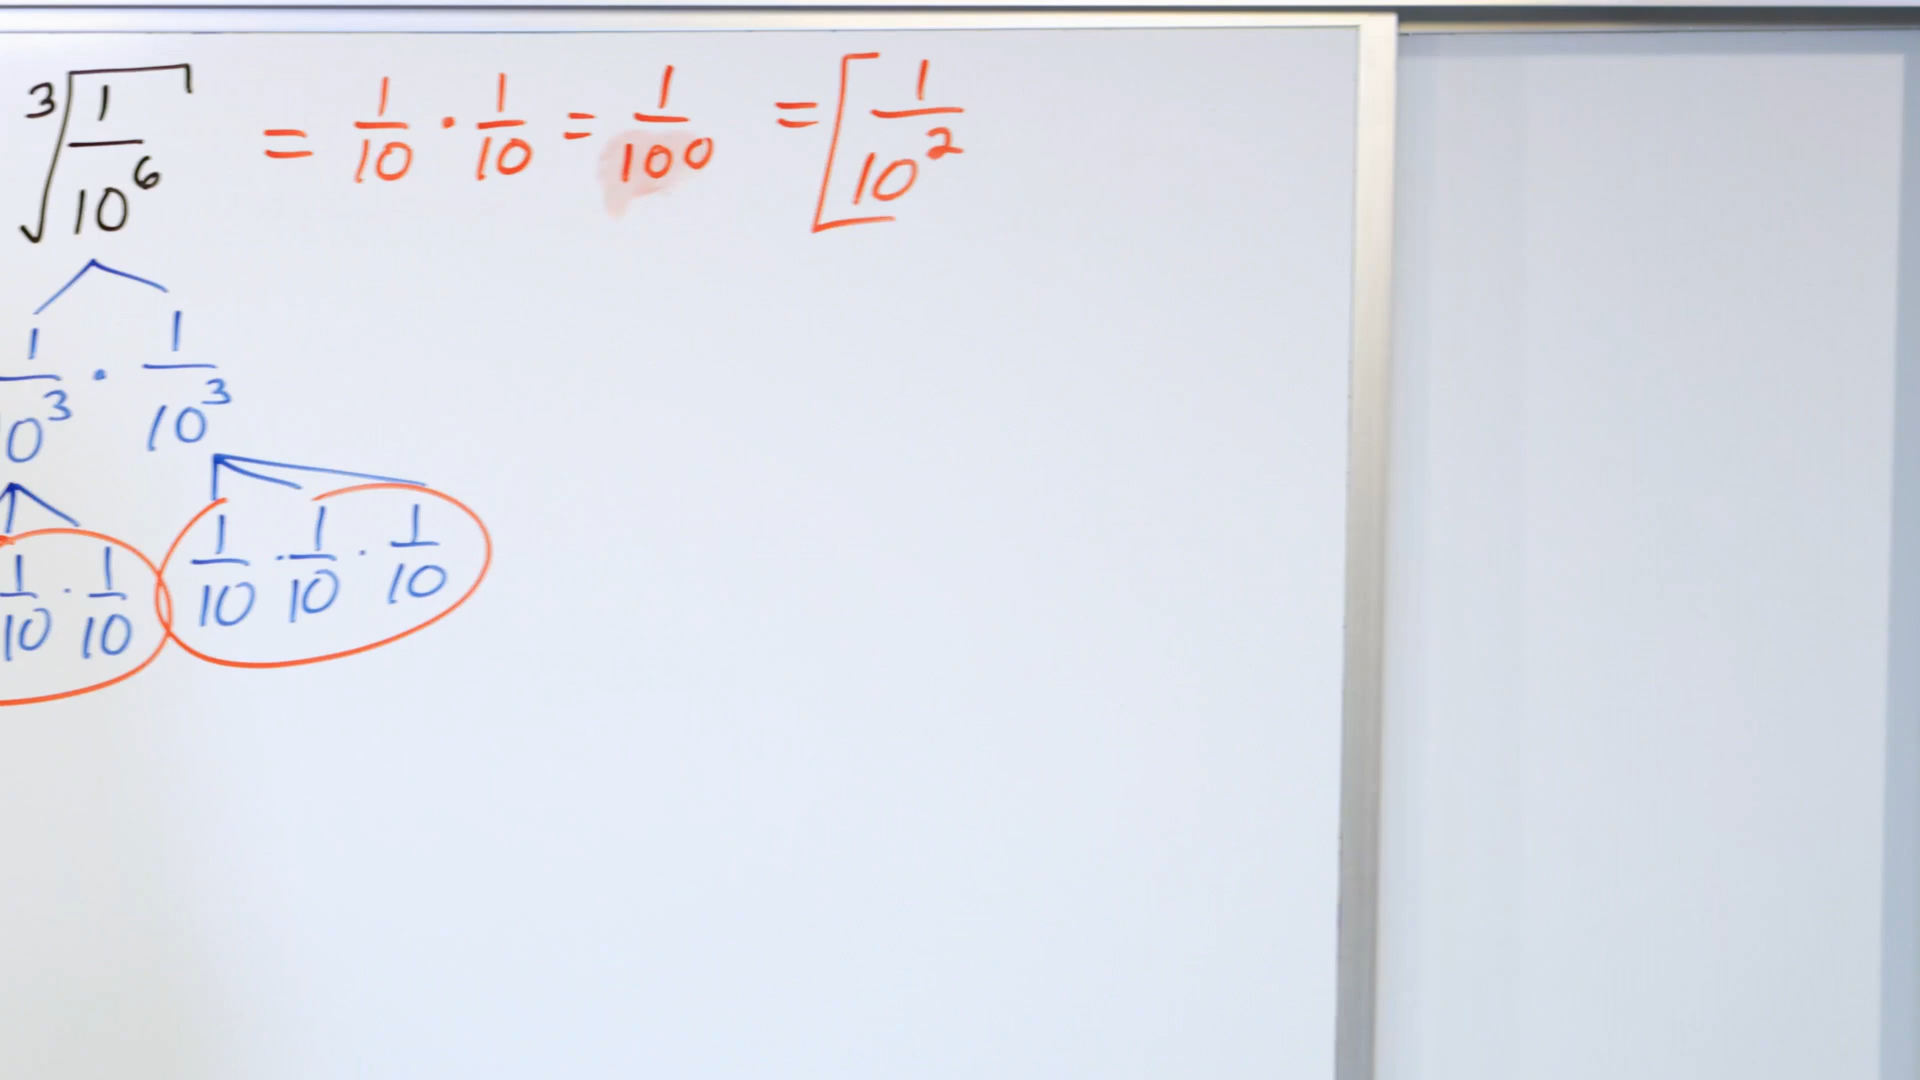 ∛(1/10⁶) = 1/10 · 1/10 = 1/100 = [1/10²
1/10³ · 1/10³
1/10 · 1/10 1/10 · 1/10 · 1/10